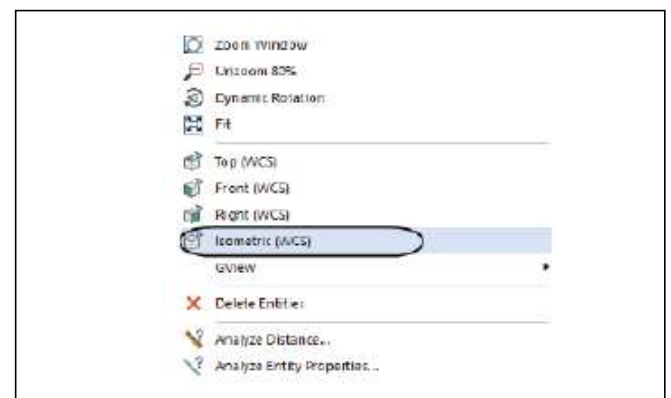 Zoom Window
Unzoom 80%
Dynamic Rotation
Fit
Top (WCS)
Front (WCS)
Right (WCS)
Isometric (WCS)
GView
Delete Entities
Analyze Distance...
Analyze Entity Properties...